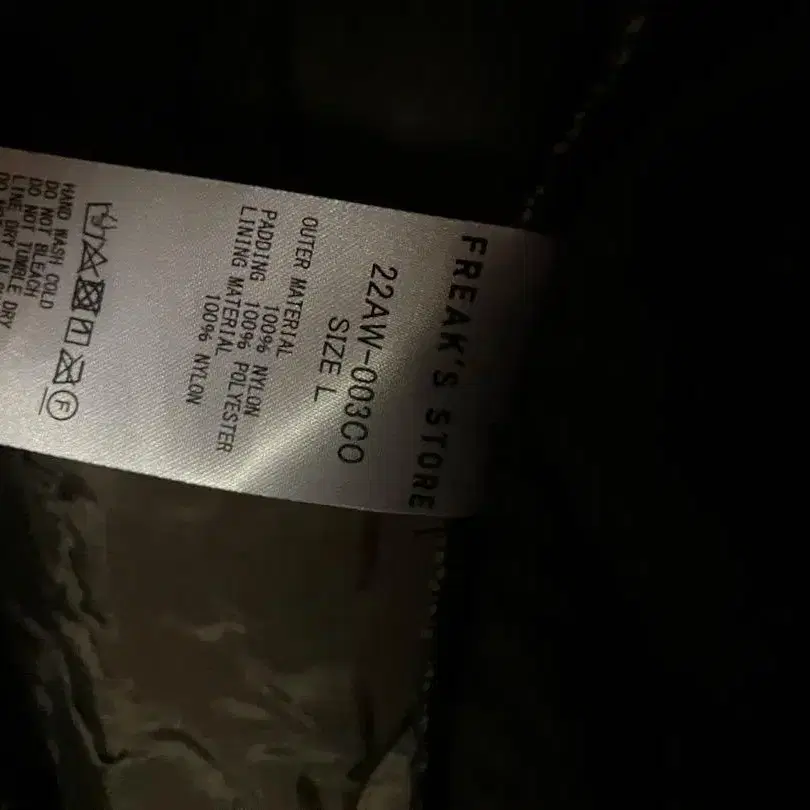 FREAK'S STORE
22AW-003CO
SIZE L
OUTER MATERIAL
100% NYLON
PADDING 100% POLYESTER
LINING MATERIAL
100% NYLON
F
HAND WASH COLD
DO NOT BLEACH
DO NOT TUMBLE DRY
LINE DRY IN